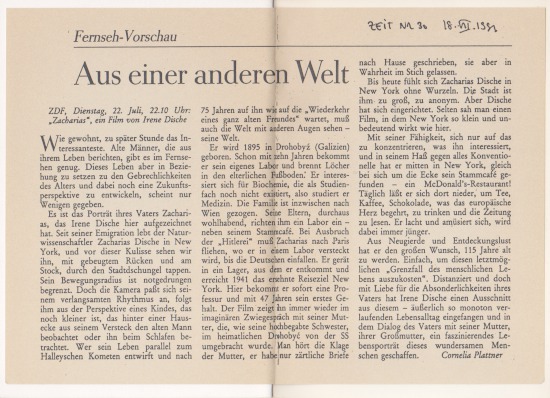 ZEIT Nr. 30 18.VII.1991
Fernseh-Vorschau
Aus einer anderen Welt
ZDF, Dienstag, 22. Juli, 22.10 Uhr:
„Zacharias“, ein Film von Irene Dische
Wie gewohnt, zu später Stunde das In-
teressanteste. Alte Männer, die aus
ihrem Leben berichten, gibt es im Fernse-
hen genug. Dieses Leben aber in Bezie-
hung zu setzen zu den Gebrechlichkeiten
des Alters und dabei noch eine Zukunfts-
perspektive zu entwickeln, scheint nur
Wenigen gegeben.
Es ist das Porträt ihres Vaters Zachari-
as, das Irene Dische hier aufgezeichnet
hat. Seit seiner Emigration lebt der Natur-
wissenschaftler Zacharias Dische in New
York, und vor dieser Kulisse sehen wir
ihn, mit gebeugtem Rücken und am
Stock, durch den Stadtdschungel tappen.
Sein Bewegungsradius ist notgedrungen
begrenzt. Doch die Kamera paßt sich sei-
nem verlangsamten Rhythmus an, folgt
ihm aus der Perspektive eines Kindes, das
noch kleiner ist, das hinter einer Haus-
ecke aus seinem Versteck den alten Mann
beobachtet oder ihn beim Schlafen be-
trachtet. Wer sein Leben parallel zum
Halleyschen Kometen entwirft und nach
75 Jahren auf ihn wie auf die „Wiederkehr
eines ganz alten Freundes“ wartet, muß
auch die Welt mit anderen Augen sehen –
seine Welt.
Er wird 1895 in Drohobyź (Galizien)
geboren. Schon mit zehn Jahren bekommt
er sein eigenes Labor und brennt Löcher
in den elterlichen Fußboden. Er interes-
siert sich für Biochemie, die als Studien-
fach noch nicht existiert, also studiert er
Medizin. Die Familie ist inzwischen nach
Wien gezogen. Seine Eltern, durchaus
wohlhabend, richten ihm ein Labor ein –
neben seinem Stammcafé. Bei Ausbruch
der „Hitlerei“ muß Zacharias nach Paris
fliehen, wo er in einem Labor versteckt
wird, bis die Deutschen einfallen. Er gerät
in ein Lager, aus dem er entkommt und
erreicht 1941 das ersehnte Reiseziel New
York. Hier bekommt er sofort eine Pro-
fessur und mit 47 Jahren sein erstes Ge-
halt. Der Film zeigt ihn immer wieder im
imaginären Zwiegespräch mit seiner Mut-
ter, die, wie seine hochbegabte Schwester,
im heimatlichen Drohobyź von der SS
umgebracht wurde. Man hört die Klage
der Mutter, er habe nur zärtliche Briefe
nach Hause geschrieben, sie aber in
Wahrheit im Stich gelassen.
Bis heute fühlt sich Zacharias Dische in
New York ohne Wurzeln. Die Stadt ist
ihm zu groß, zu anonym. Aber Dische
hat sich eingerichtet. Selten sah man einen
Film, in dem New York so klein und un-
bedeutend wirkt wie hier.
Mit seiner Fähigkeit, sich nur auf das
zu konzentrieren, was ihn interessiert,
und in seinem Haß gegen alles Konventio-
nelle hat er mitten in New York, gleich
bei sich um die Ecke sein Stammcafé ge-
funden – ein McDonald's-Restaurant!
Täglich läßt er sich dort nieder, um Tee,
Kaffee, Schokolade, was das europäische
Herz begehrt, zu trinken und die Zeitung
zu lesen. Er lacht und amüsiert sich, wird
dabei immer jünger.
Aus Neugierde und Entdeckungslust
hat er den großen Wunsch, 115 Jahre alt
zu werden. Einfach, um diesen letztmög-
lichen „Grenzfall des menschlichen Le-
bens auszukosten“. Distanziert und doch
mit Liebe für die Absonderlichkeiten ihres
Vaters hat Irene Dische einen Ausschnitt
aus diesem – äußerlich so monoton ver-
laufenden Lebensalltag eingefangen und in
dem Dialog des Vaters mit seiner Mutter,
ihrer Großmutter, ein faszinierendes Le-
bensporträt dieses wundersamen Men-
schen geschaffen. Cornelia Plattner